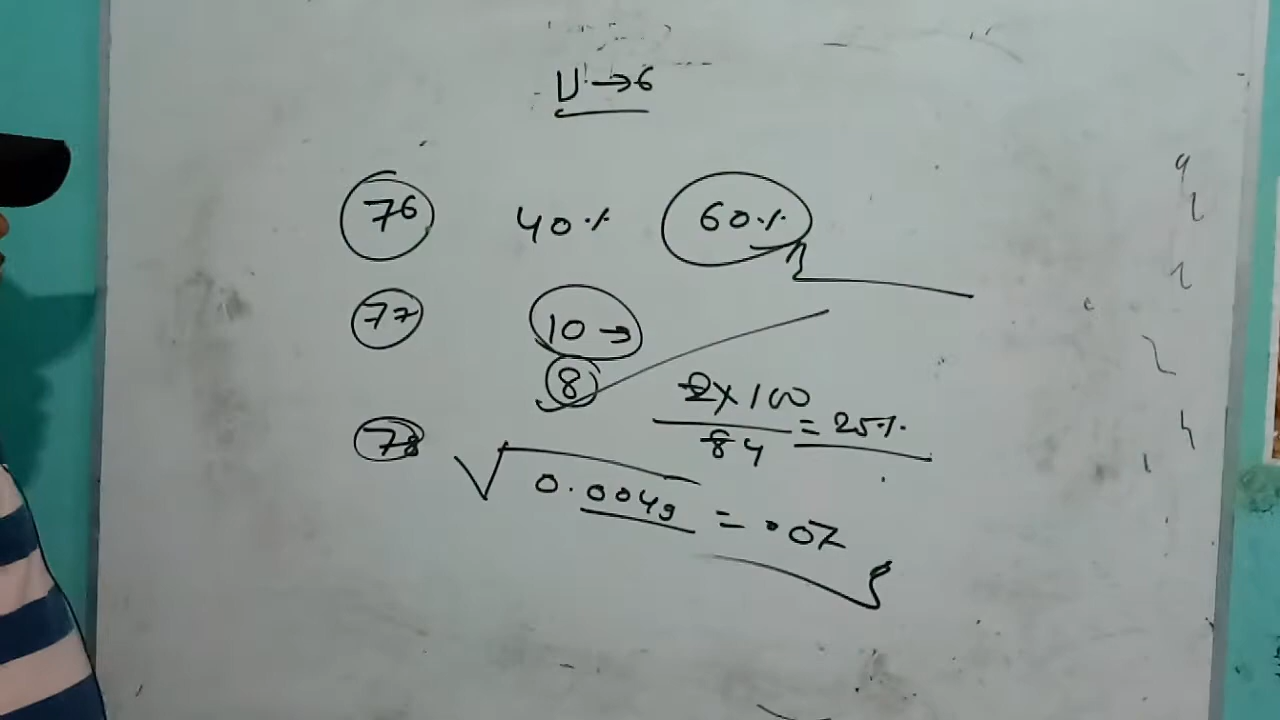 U → 6
76 40% 60%
77 10 →
8
2 × 100
84 = 25%
78 √0.0049 = .07